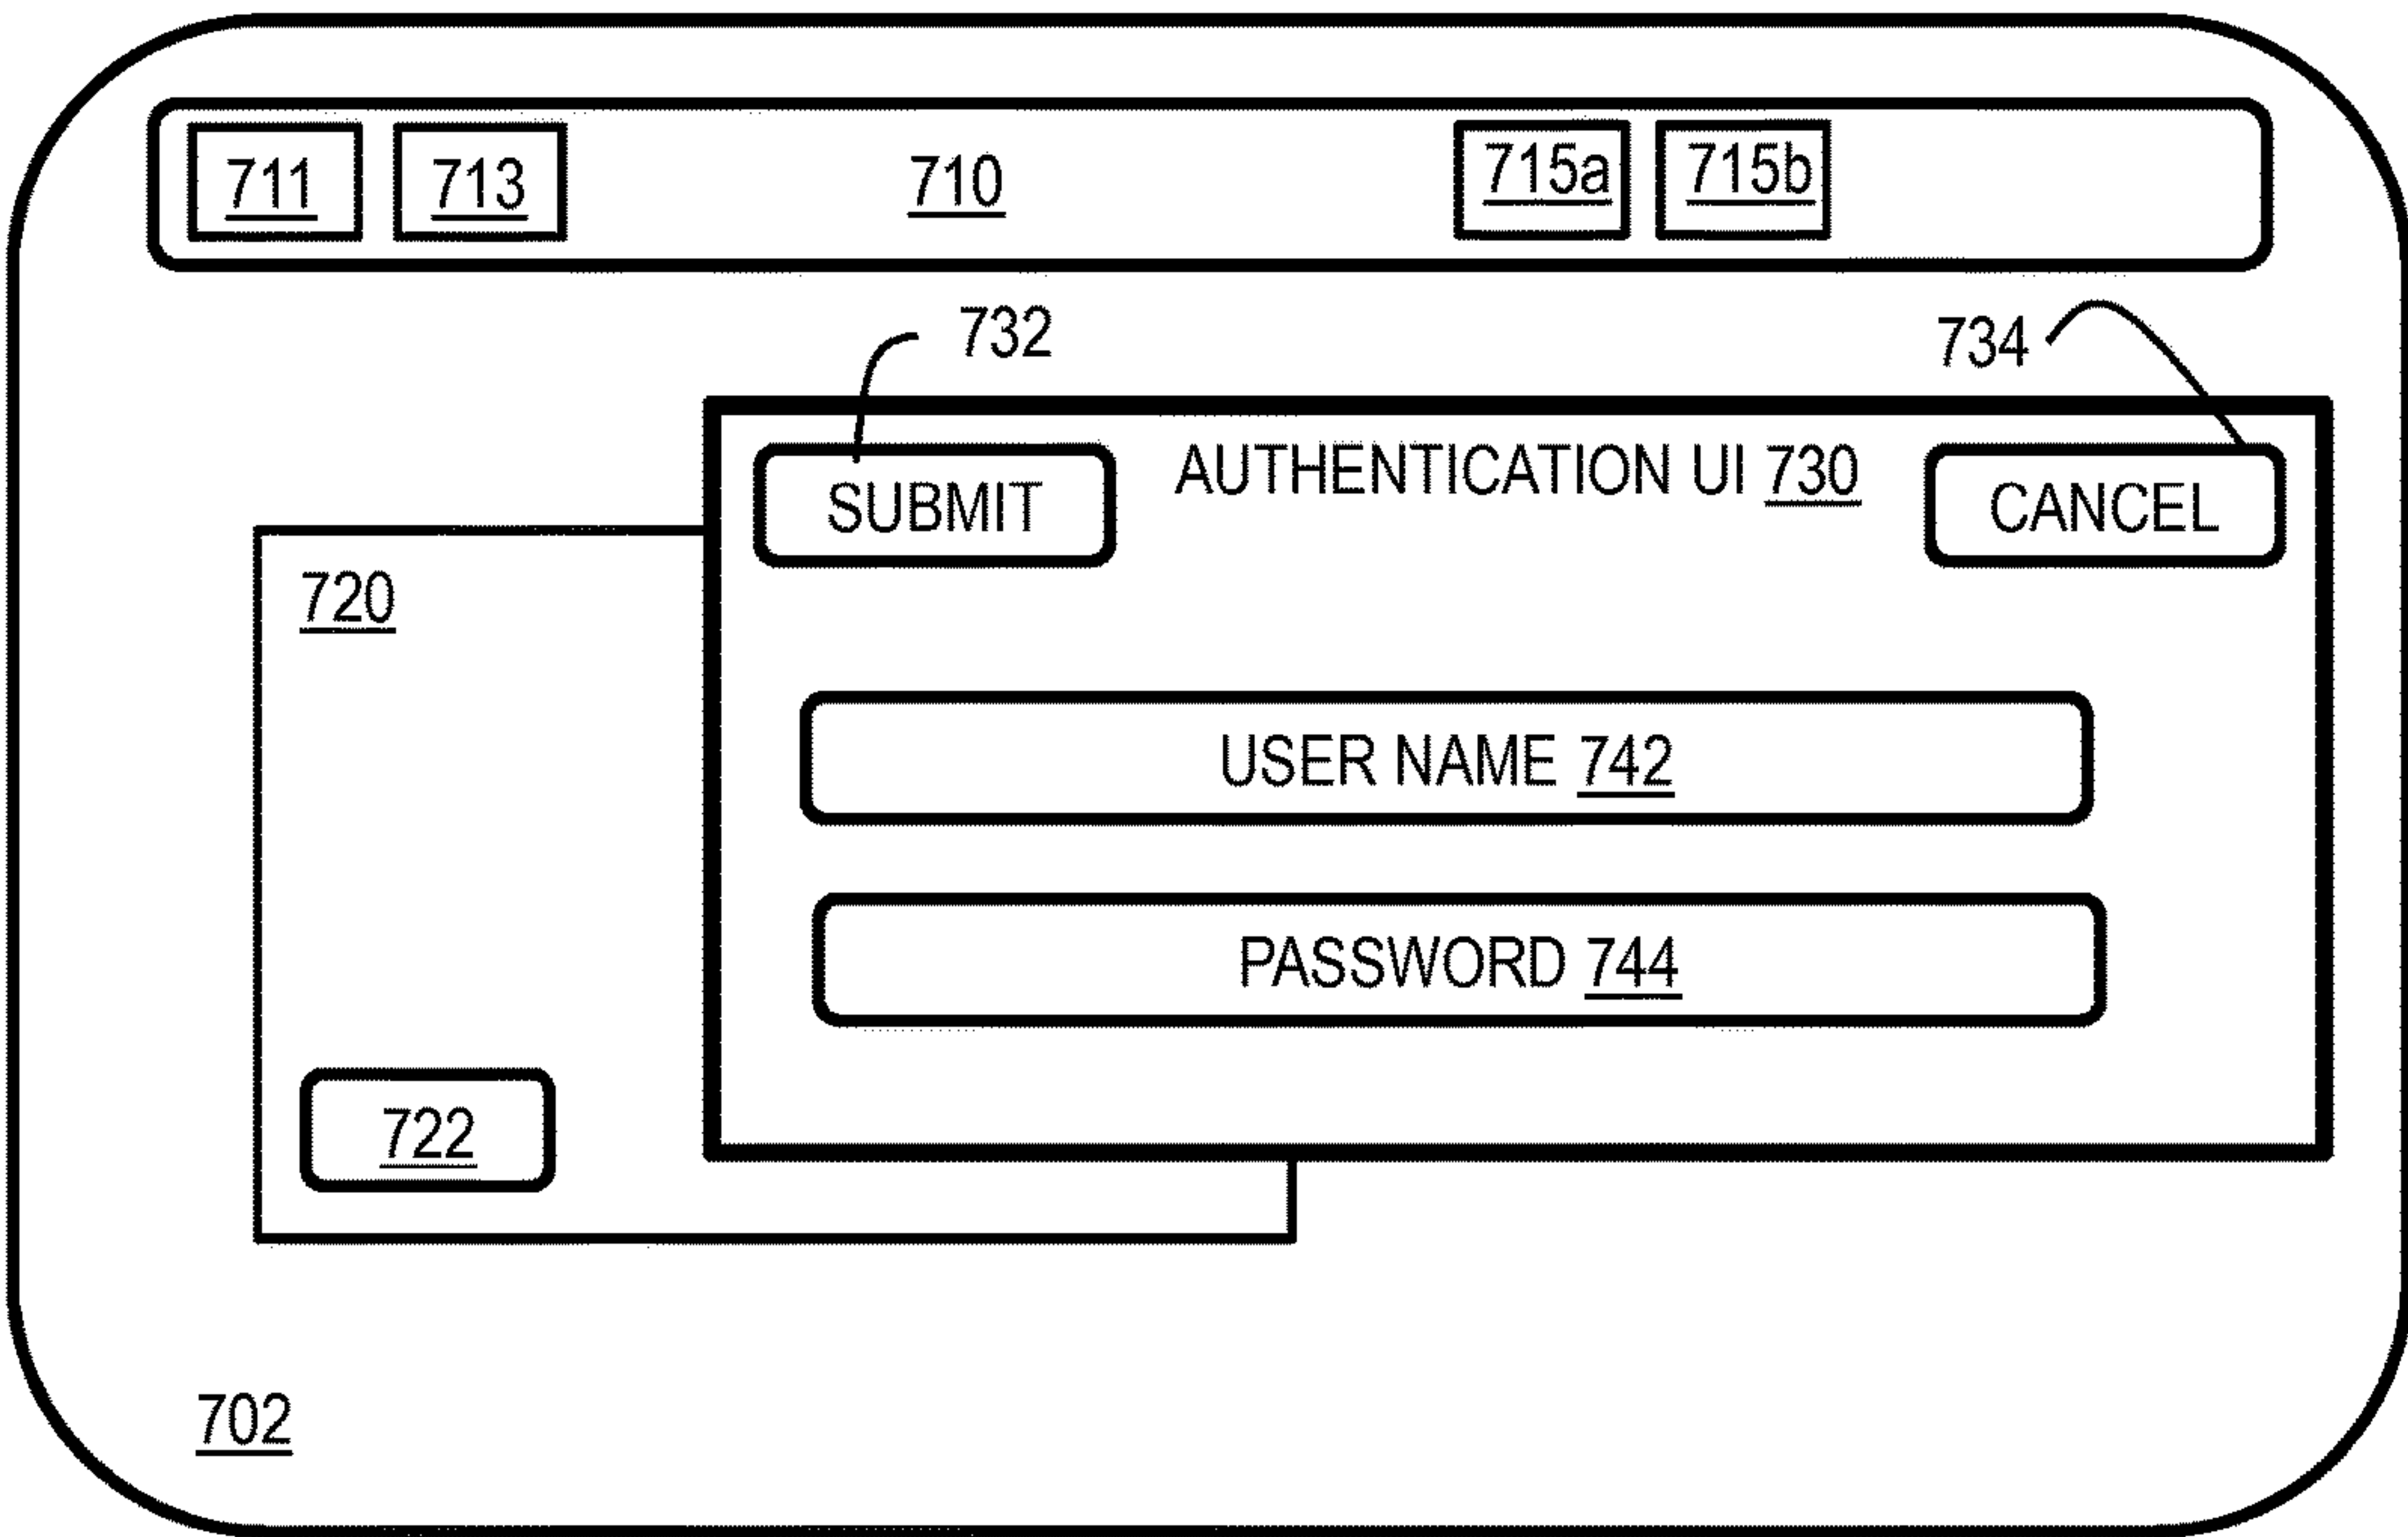 711 713 710 715a 715b
732 734
SUBMIT AUTHENTICATION UI 730 CANCEL
720
USER NAME 742
PASSWORD 744
722
702